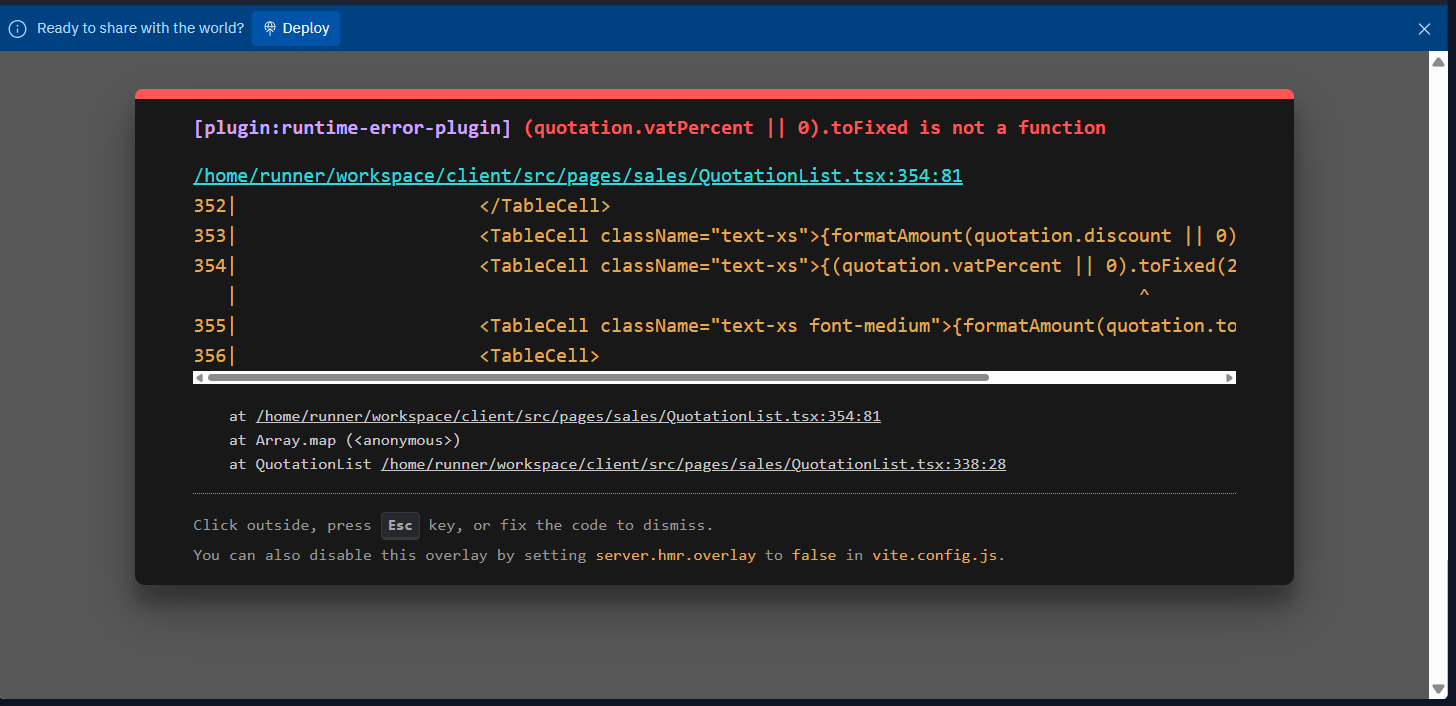 Ready to share with the world? Deploy
[plugin:runtime-error-plugin] (quotation.vatPercent || 0).toFixed is not a function
/home/runner/workspace/client/src/pages/sales/QuotationList.tsx:354:81
352|                      </TableCell>
353|                      <TableCell className="text-xs">{formatAmount(quotation.discount || 0)
354|                      <TableCell className="text-xs">{(quotation.vatPercent || 0).toFixed(2
|                                                                                  ^
355|                      <TableCell className="text-xs font-medium">{formatAmount(quotation.to
356|                      <TableCell>
at /home/runner/workspace/client/src/pages/sales/QuotationList.tsx:354:81
at Array.map (<anonymous>)
at QuotationList /home/runner/workspace/client/src/pages/sales/QuotationList.tsx:338:28
Click outside, press Esc key, or fix the code to dismiss.
You can also disable this overlay by setting server.hmr.overlay to false in vite.config.js.